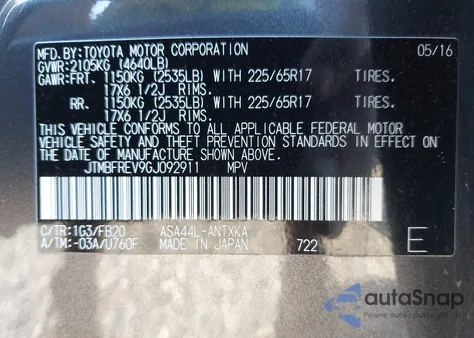 MFD.BY:TOYOTA MOTOR CORPORATION 05/16
GVWR:2105KG (4640LB)
GAWR:FRT. 1150KG (2535LB) WITH 225/65R17 TIRES.
17X6 1/2J RIMS.
RR. 1150KG (2535LB) WITH 225/65R17 TIRES.
17X6 1/2J RIMS.
THIS VEHICLE CONFORMS TO ALL APPLICABLE FEDERAL MOTOR
VEHICLE SAFETY AND THEFT PREVENTION STANDARDS IN EFFECT ON
THE DATE OF MANUFACTURE SHOWN ABOVE.
JTMBFREV9GJ092911 MPV
C/TR:1G3/FB20 ASA44L-ANTXKA
A/TM:-03A/U760F MADE IN JAPAN 722 E
autoSnap
Pewne auto z